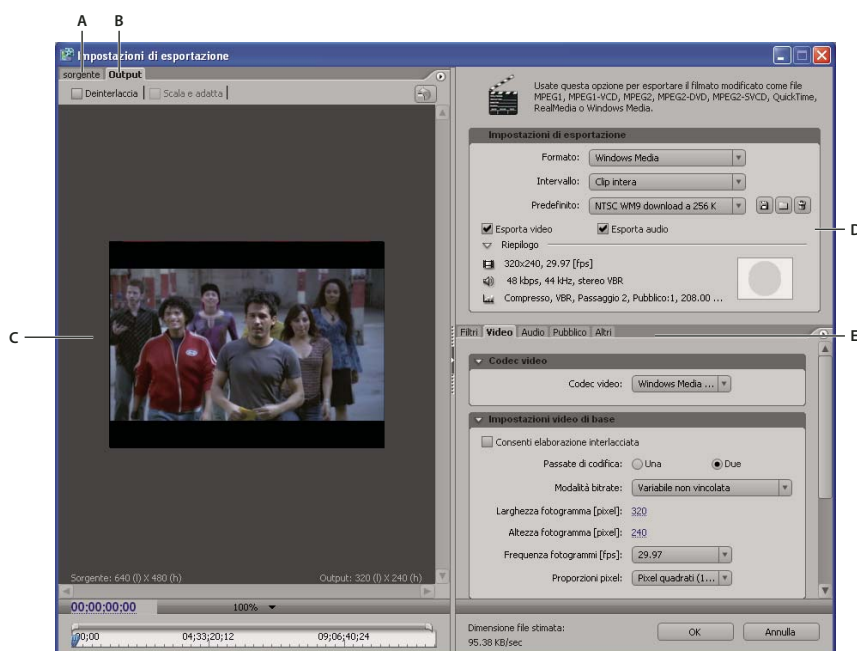 A B
Impostazioni di esportazione
sorgente Output
Deinterlaccia Scala e adatta
Usate questa opzione per esportare il filmato modificato come file
MPEG1, MPEG1-VCD, MPEG2, MPEG2-DVD, MPEG2-SVCD, QuickTime,
RealMedia o Windows Media.
Impostazioni di esportazione
Formato: Windows Media
Intervallo: Clip intera
Predefinito: NTSC WM9 download a 256 K
Esporta video Esporta audio
D
Riepilogo
320x240, 29.97 [fps]
48 kbps, 44 kHz, stereo VBR
Compresso, VBR, Passaggio 2, Pubblico:1, 208.00 ...
C
Filtri Video Audio Pubblico Altri
E
Codec video
Codec video: Windows Media ...
Impostazioni video di base
Consenti elaborazione interlacciata
Passate di codifica: Una Due
Modalità bitrate: Variabile non vincolata
Larghezza fotogramma [pixel]: 320
Altezza fotogramma [pixel]: 240
Frequenza fotogrammi [fps]: 29.97
Proporzioni pixel: Pixel quadrati (1...
Sorgente: 640 (l) X 480 (h) Output: 320 (l) X 240 (h)
00;00;00;00 100%
00;00 04;33;20;12 09;06;40;24
Dimensione file stimata:
95.38 KB/sec
OK Annulla